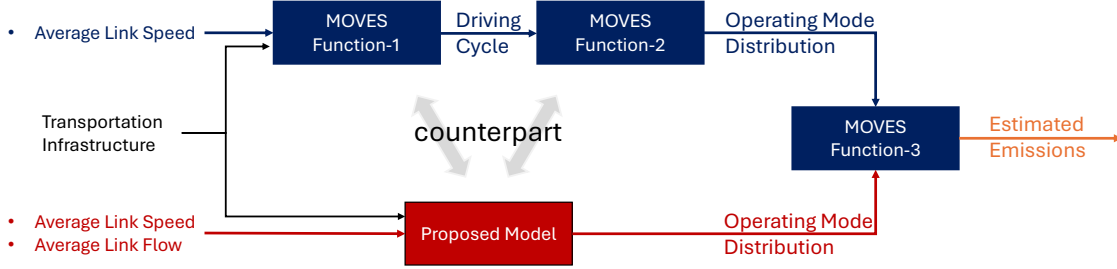 • Average Link Speed
MOVES
Function-1
Driving
Cycle
MOVES
Function-2
Operating Mode
Distribution
Transportation
Infrastructure
counterpart
MOVES
Function-3
Estimated
Emissions
• Average Link Speed
• Average Link Flow
Proposed Model
Operating Mode
Distribution